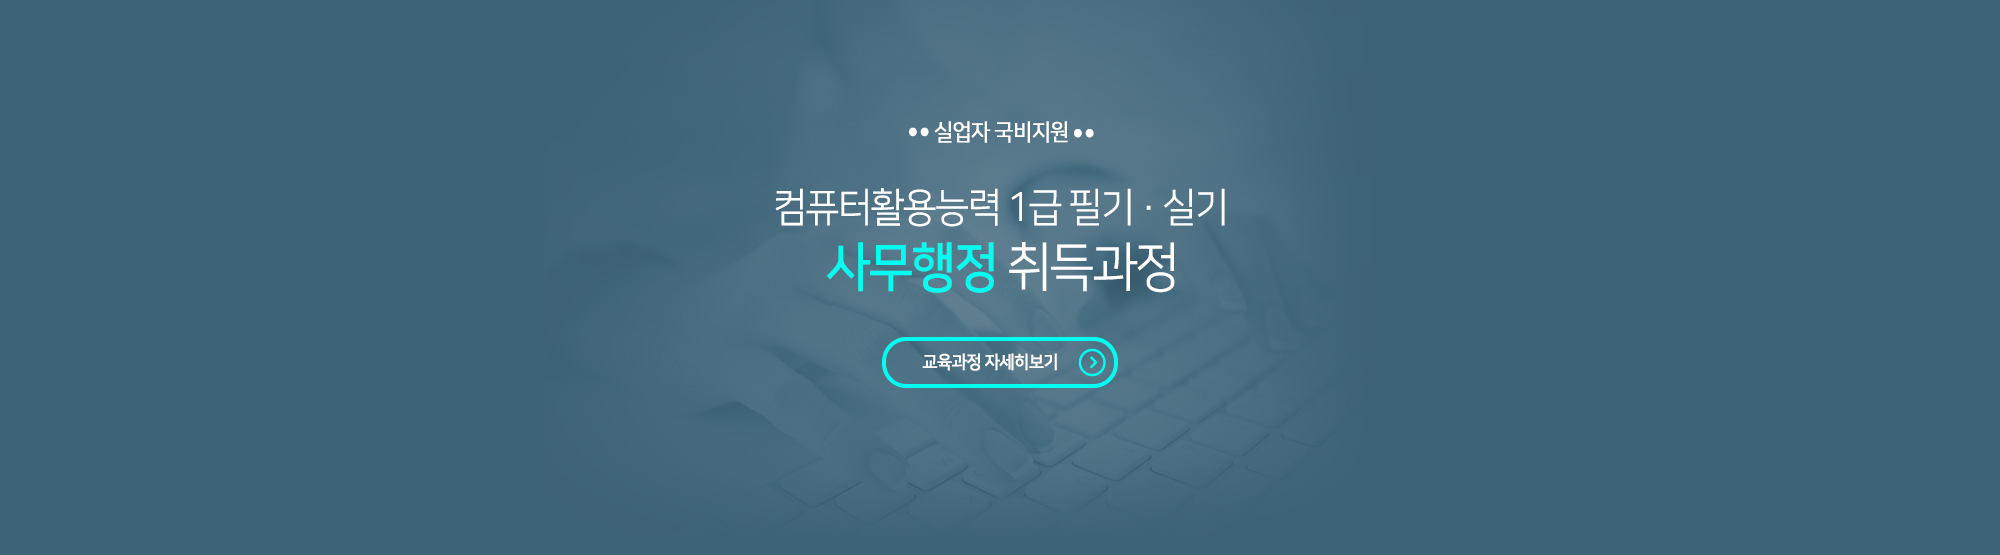 •• 실업자 국비지원 ••
컴퓨터활용능력 1급 필기 · 실기
사무행정 취득과정
교육과정 자세히보기